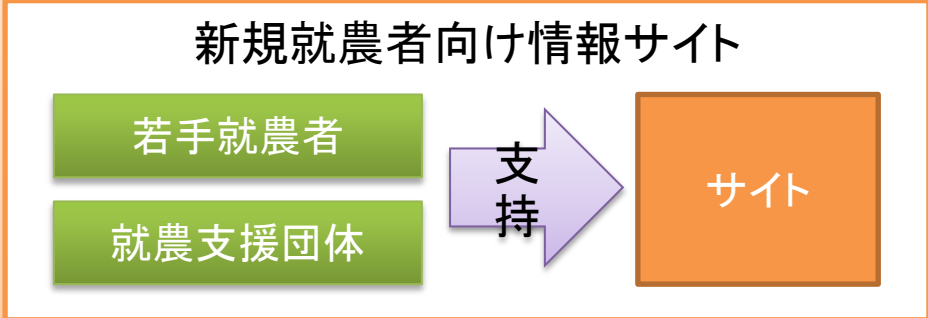 新規就農者向け情報サイト
若手就農者
就農支援団体
支
持
サイト